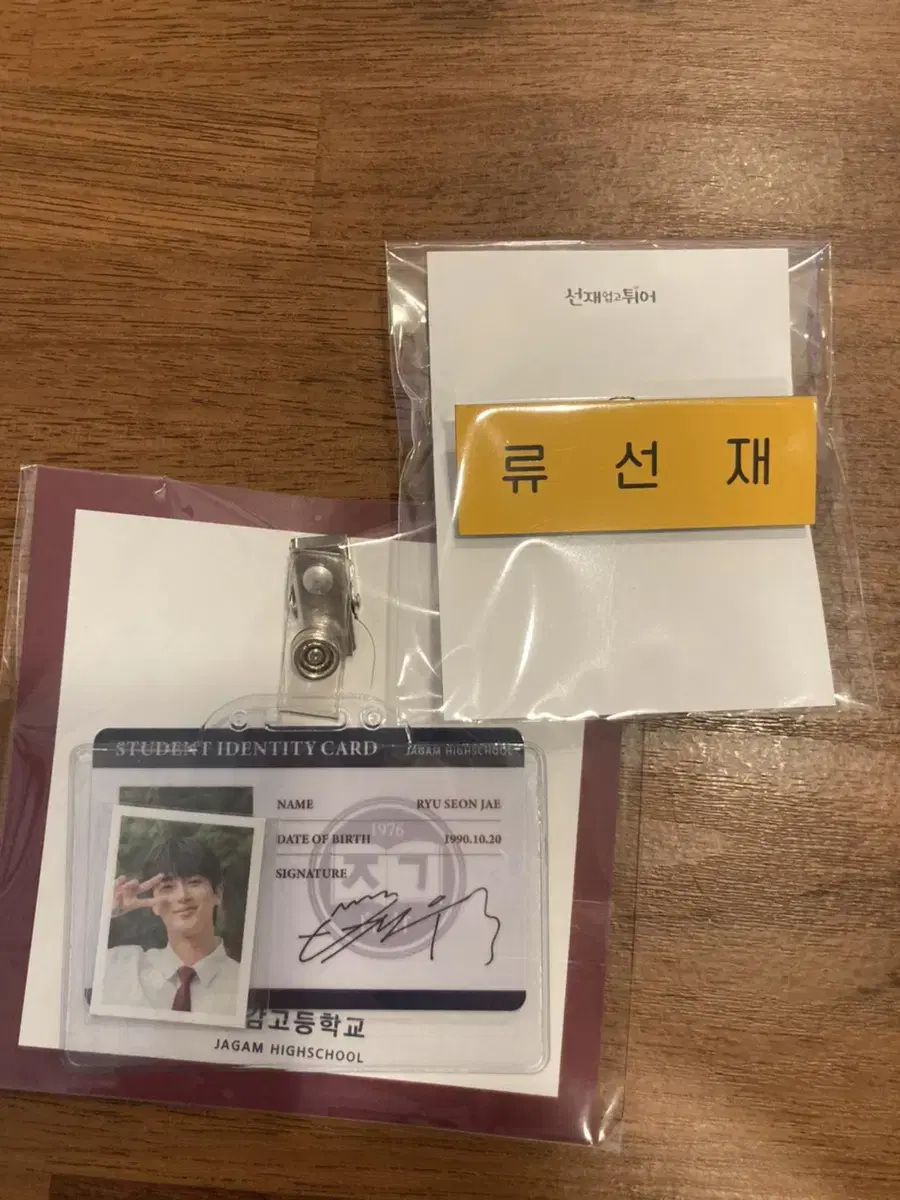 선재업고튀어
류 선 재
STUDENT IDENTITY CARD JAGAM HIGHSCHOOL
NAME RYU SEON JAE
1976
DATE OF BIRTH 1990.10.20
SIGNATURE
ㅈㄱ
감고등학교
JAGAM HIGHSCHOOL